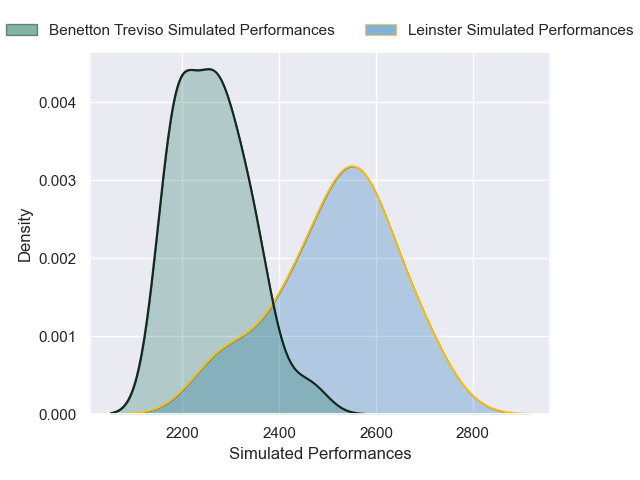 Benetton Treviso Simulated Performances
Leinster Simulated Performances
0.004
0.003
0.002
0.001
0.000
Density
2200
2400
2600
2800
Simulated Performances